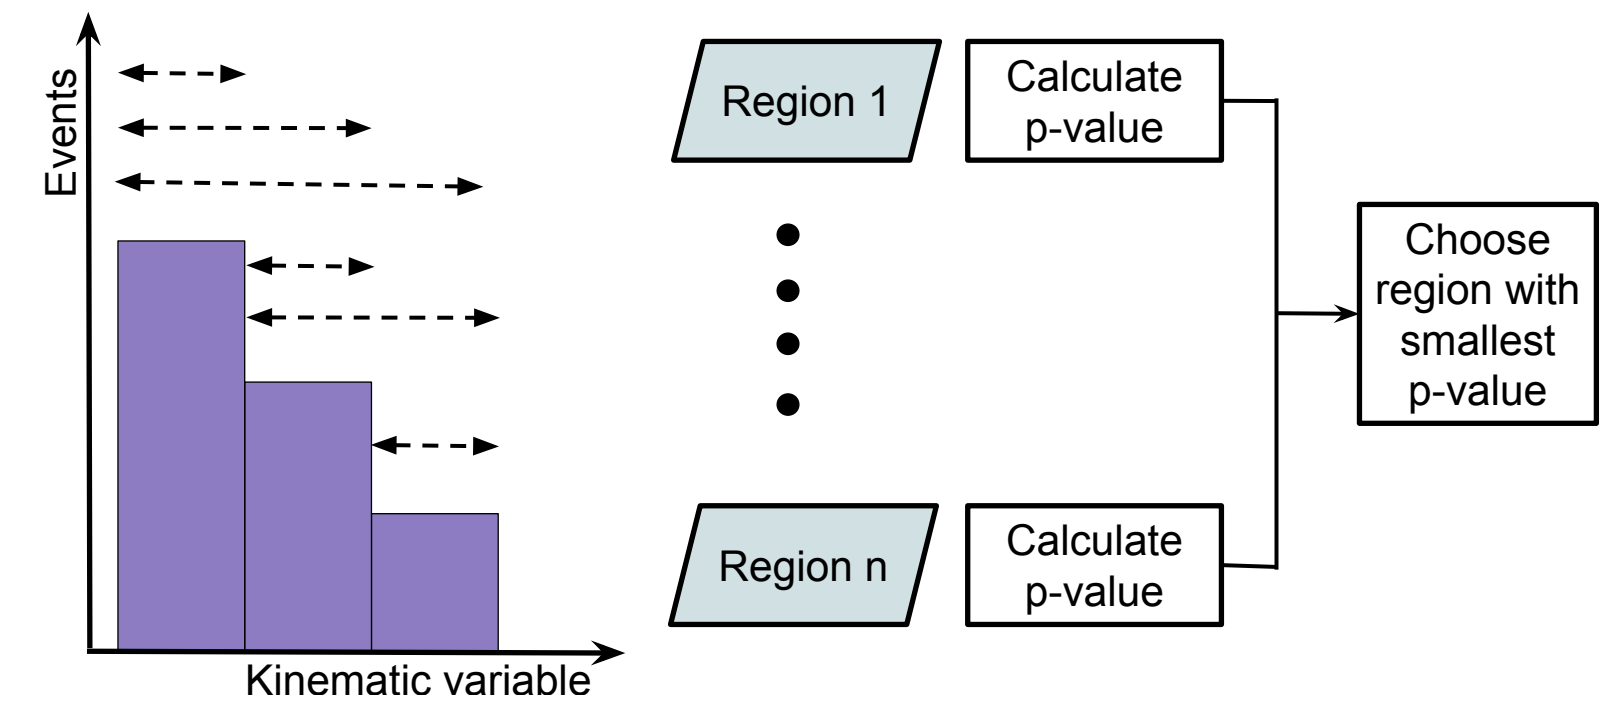 Events
Kinematic variable
Region 1
Calculate
p-value
Region n
Calculate
p-value
Choose
region with
smallest
p-value